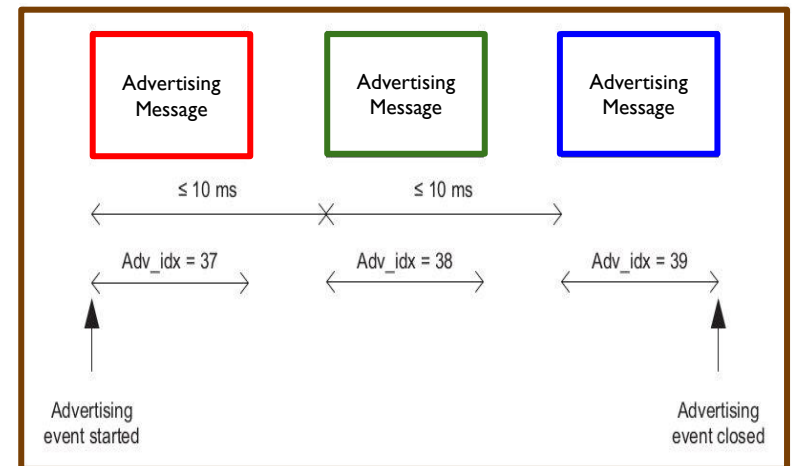 Advertising
Message
Advertising
Message
Advertising
Message
≤ 10 ms
≤ 10 ms
Adv_idx = 37
Adv_idx = 38
Adv_idx = 39
Advertising
event started
Advertising
event closed